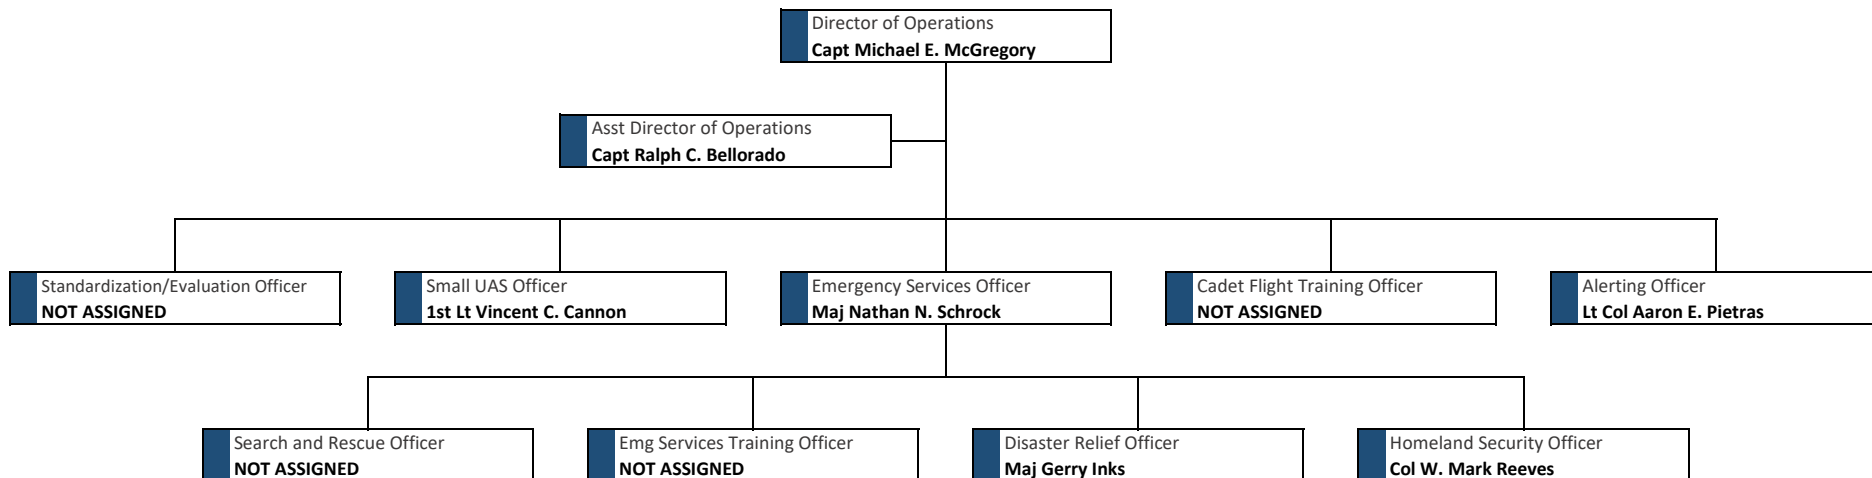 Director of Operations
Capt Michael E. McGregory
Asst Director of Operations
Capt Ralph C. Bellorado
Standardization/Evaluation Officer
NOT ASSIGNED
Small UAS Officer
1st Lt Vincent C. Cannon
Emergency Services Officer
Maj Nathan N. Schrock
Cadet Flight Training Officer
NOT ASSIGNED
Alerting Officer
Lt Col Aaron E. Pietras
Search and Rescue Officer
NOT ASSIGNED
Emg Services Training Officer
NOT ASSIGNED
Disaster Relief Officer
Maj Gerry Inks
Homeland Security Officer
Col W. Mark Reeves